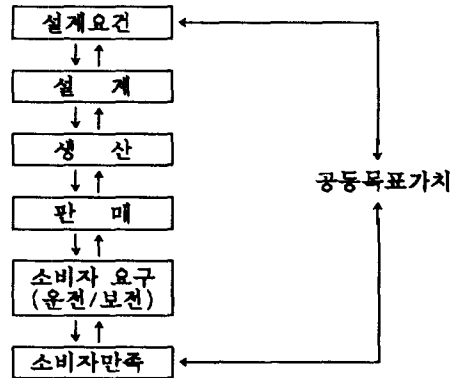 설계요건
설 계
생 산
공동목표가치
판 매
소비자 요구
(운전/보전)
소비자만족